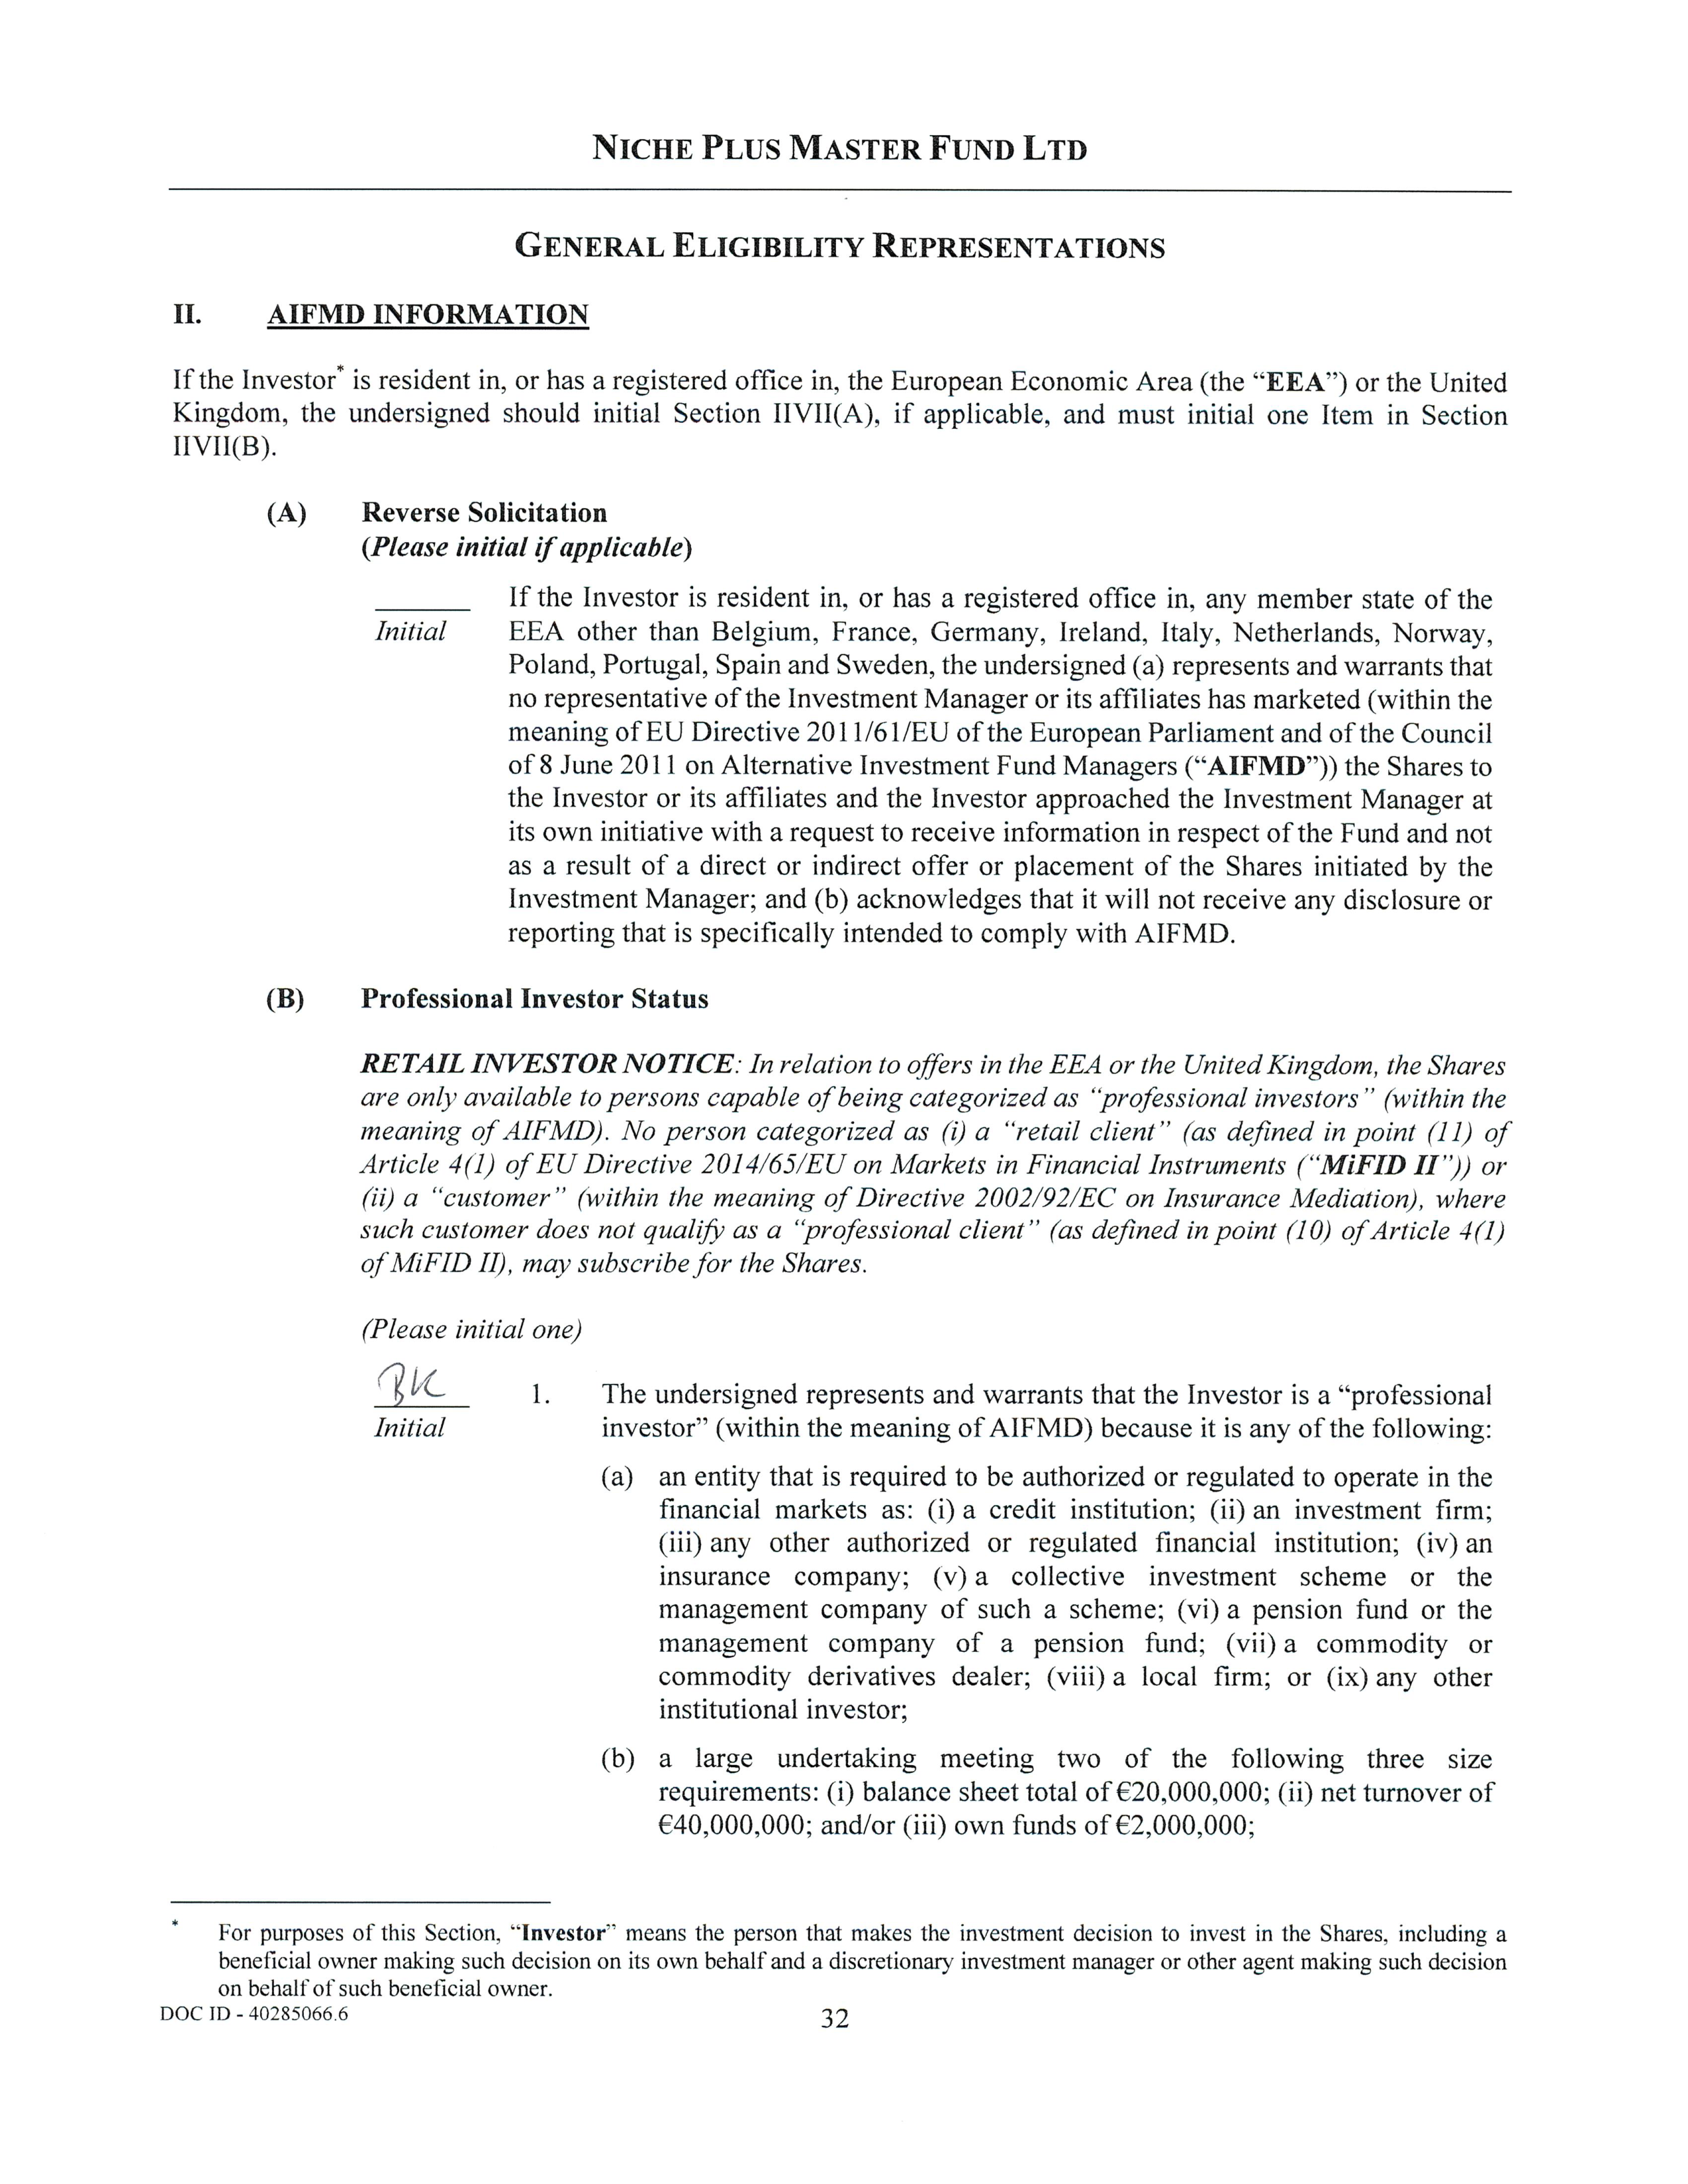 NICHE PLUS MASTER FUND LTD
GENERAL ELIGIBILITY REPRESENTATIONS
II. AIFMD INFORMATION
If the Investor* is resident in, or has a registered office in, the European Economic Area (the “EEA”) or the United
Kingdom, the undersigned should initial Section IIVII(A), if applicable, and must initial one Item in Section
IIVII(B).
(A) Reverse Solicitation
(Please initial if applicable)
If the Investor is resident in, or has a registered office in, any member state of the
Initial EEA other than Belgium, France, Germany, Ireland, Italy, Netherlands, Norway,
Poland, Portugal, Spain and Sweden, the undersigned (a) represents and warrants that
no representative of the Investment Manager or its affiliates has marketed (within the
meaning of EU Directive 2011/61/EU of the European Parliament and of the Council
of 8 June 2011 on Alternative Investment Fund Managers (“AIFMD”)) the Shares to
the Investor or its affiliates and the Investor approached the Investment Manager at
its own initiative with a request to receive information in respect of the Fund and not
as a result of a direct or indirect offer or placement of the Shares initiated by the
Investment Manager; and (b) acknowledges that it will not receive any disclosure or
reporting that is specifically intended to comply with AIFMD.
(B) Professional Investor Status
RETAIL INVESTOR NOTICE: In relation to offers in the EEA or the United Kingdom, the Shares
are only available to persons capable of being categorized as “professional investors” (within the
meaning of AIFMD). No person categorized as (i) a “retail client” (as defined in point (11) of
Article 4(1) of EU Directive 2014/65/EU on Markets in Financial Instruments (“MiFID II”)) or
(ii) a “customer” (within the meaning of Directive 2002/92/EC on Insurance Mediation), where
such customer does not qualify as a “professional client” (as defined in point (10) of Article 4(1)
of MiFID II), may subscribe for the Shares.
(Please initial one)
BK 1. The undersigned represents and warrants that the Investor is a “professional
Initial investor” (within the meaning of AIFMD) because it is any of the following:
(a) an entity that is required to be authorized or regulated to operate in the
financial markets as: (i) a credit institution; (ii) an investment firm;
(iii) any other authorized or regulated financial institution; (iv) an
insurance company; (v) a collective investment scheme or the
management company of such a scheme; (vi) a pension fund or the
management company of a pension fund; (vii) a commodity or
commodity derivatives dealer; (viii) a local firm; or (ix) any other
institutional investor;
(b) a large undertaking meeting two of the following three size
requirements: (i) balance sheet total of €20,000,000; (ii) net turnover of
€40,000,000; and/or (iii) own funds of €2,000,000;
* For purposes of this Section, “Investor” means the person that makes the investment decision to invest in the Shares, including a
beneficial owner making such decision on its own behalf and a discretionary investment manager or other agent making such decision
on behalf of such beneficial owner.
DOC ID - 40285066.6
32